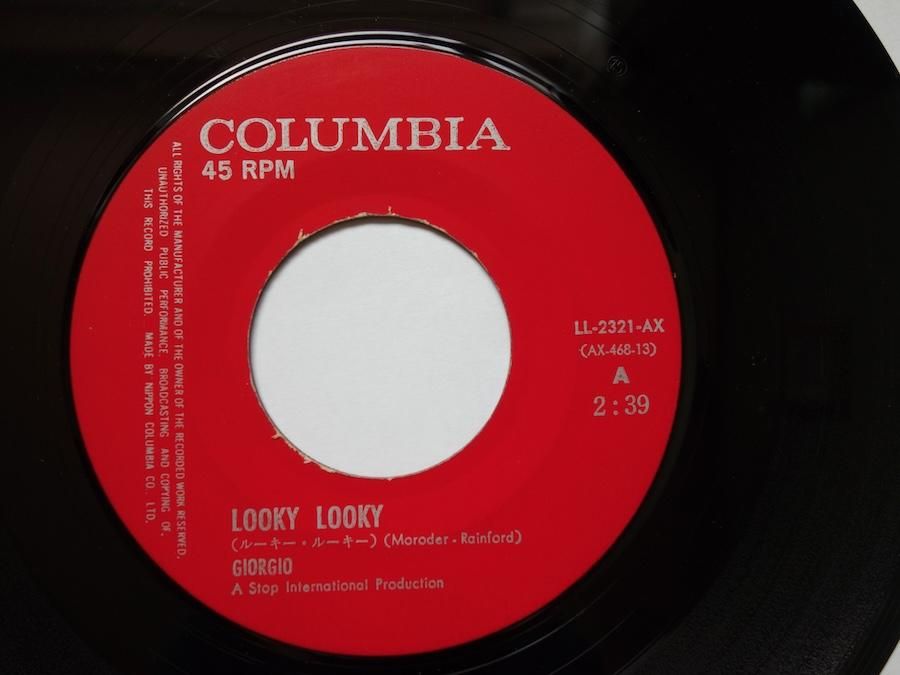 COLUMBIA
45 RPM
ALL RIGHTS OF THE MANUFACTURER AND OF THE OWNER OF THE RECORDED WORK RESERVED.
UNAUTHORIZED PUBLIC PERFORMANCE, BROADCASTING AND COPYING OF,
THIS RECORD PROHIBITED. MADE BY NIPPON COLUMBIA CO., LTD.
LL-2321-AX
(AX-468-13)
A
2:39
LOOKY LOOKY
(ルーキー・ルーキー) (Moroder-Rainford)
GIORGIO
A Stop International Production